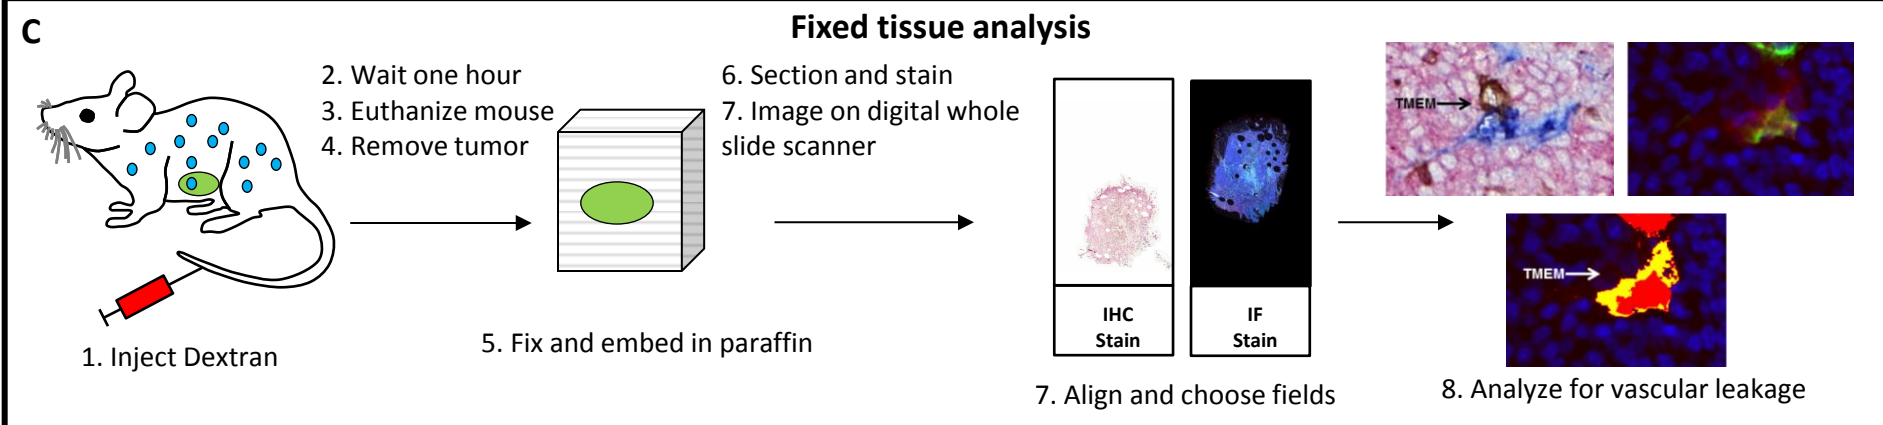 C
Fixed tissue analysis
2. Wait one hour
3. Euthanize mouse
4. Remove tumor
6. Section and stain
7. Image on digital whole
slide scanner
TMEM
TMEM
IHC
Stain
IF
Stain
1. Inject Dextran
5. Fix and embed in paraffin
7. Align and choose fields
8. Analyze for vascular leakage